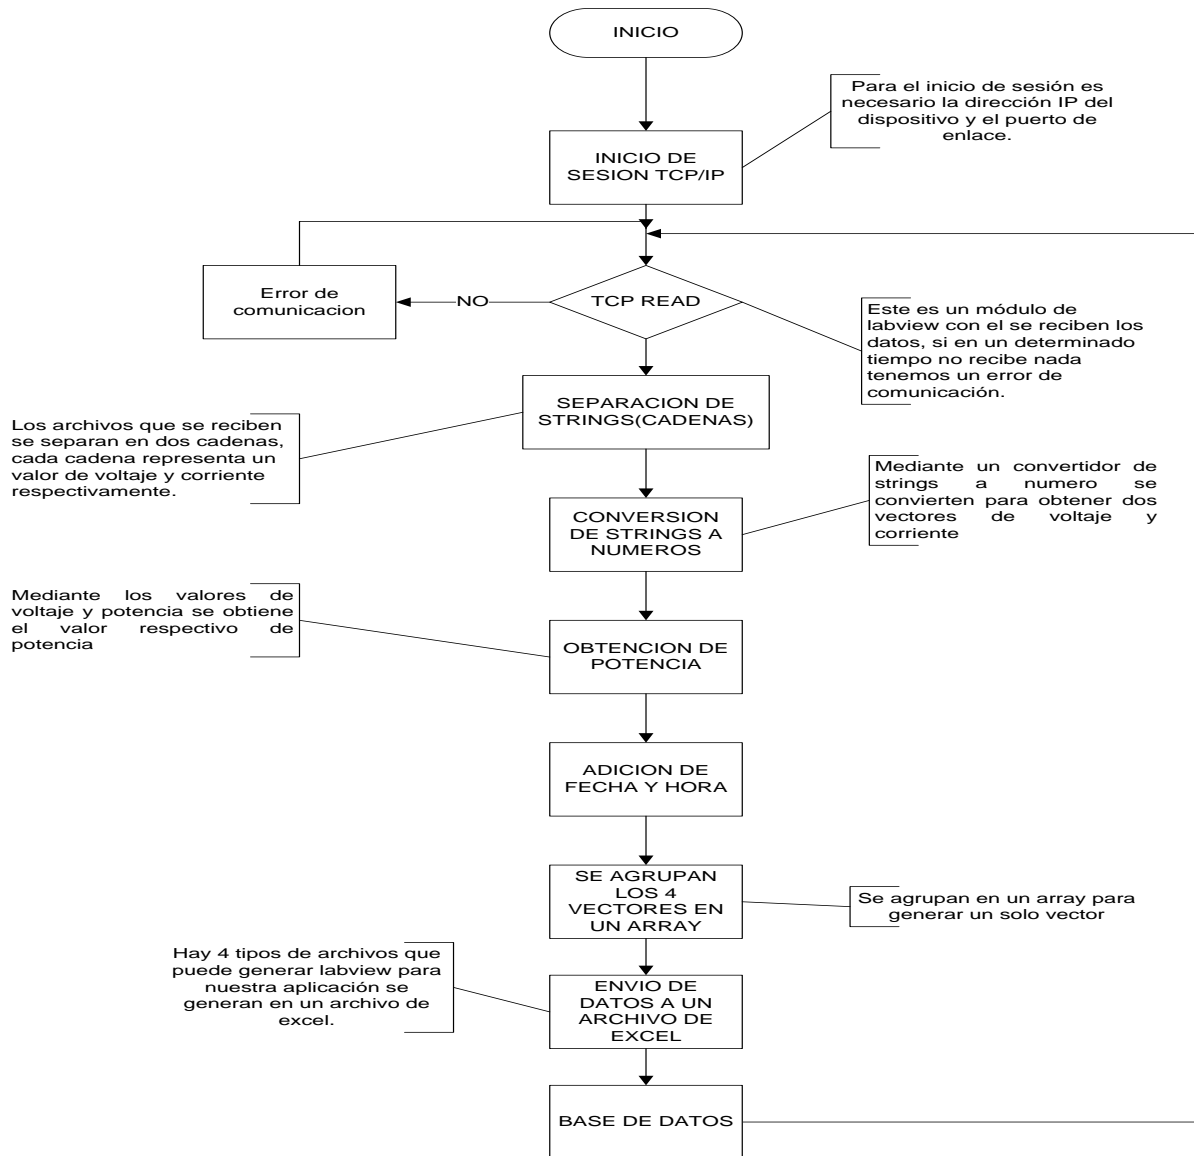 INICIO
Para el inicio de sesión es
necesario la dirección IP del
dispositivo y el puerto de
enlace.
INICIO DE
SESION TCP/IP
Error de
comunicacion
NO
TCP READ
Este es un módulo de
labview con el se reciben los
datos, si en un determinado
tiempo no recibe nada
tenemos un error de
comunicación.
SEPARACION DE
STRINGS(CADENAS)
Los archivos que se reciben
se separan en dos cadenas,
cada cadena representa un
valor de voltaje y corriente
respectivamente.
Mediante un convertidor de
strings a numero se
convierten para obtener dos
vectores de voltaje y
corriente
CONVERSION
DE STRINGS A
NUMEROS
Mediante los valores de
voltaje y potencia se obtiene
el valor respectivo de
potencia
OBTENCION DE
POTENCIA
ADICION DE
FECHA Y HORA
SE AGRUPAN
LOS 4
VECTORES EN
UN ARRAY
Se agrupan en un array para
generar un solo vector
Hay 4 tipos de archivos que
puede generar labview para
nuestra aplicación se
generan en un archivo de
excel.
ENVIO DE
DATOS A UN
ARCHIVO DE
EXCEL
BASE DE DATOS